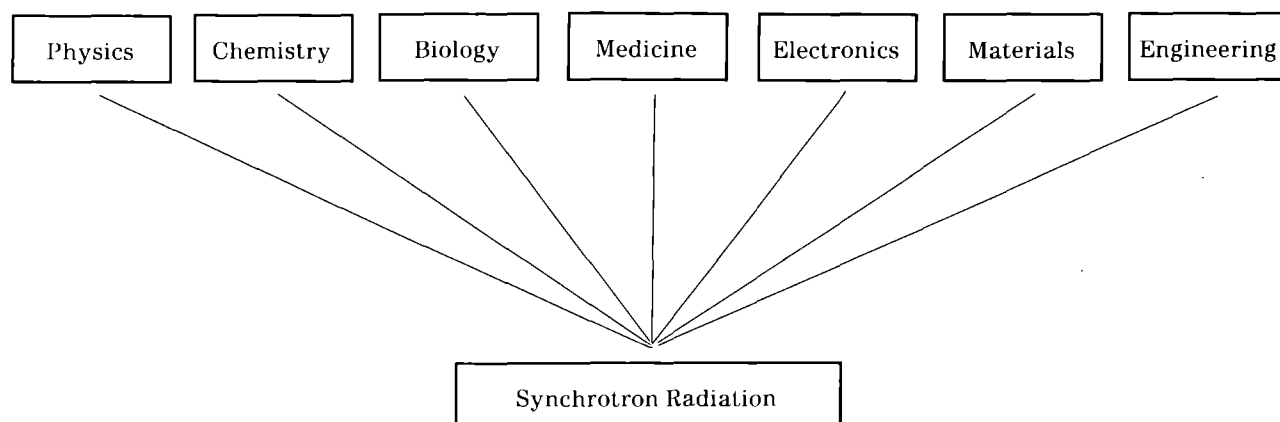 Physics Chemistry Biology Medicine Electronics Materials Engineering
Synchrotron Radiation